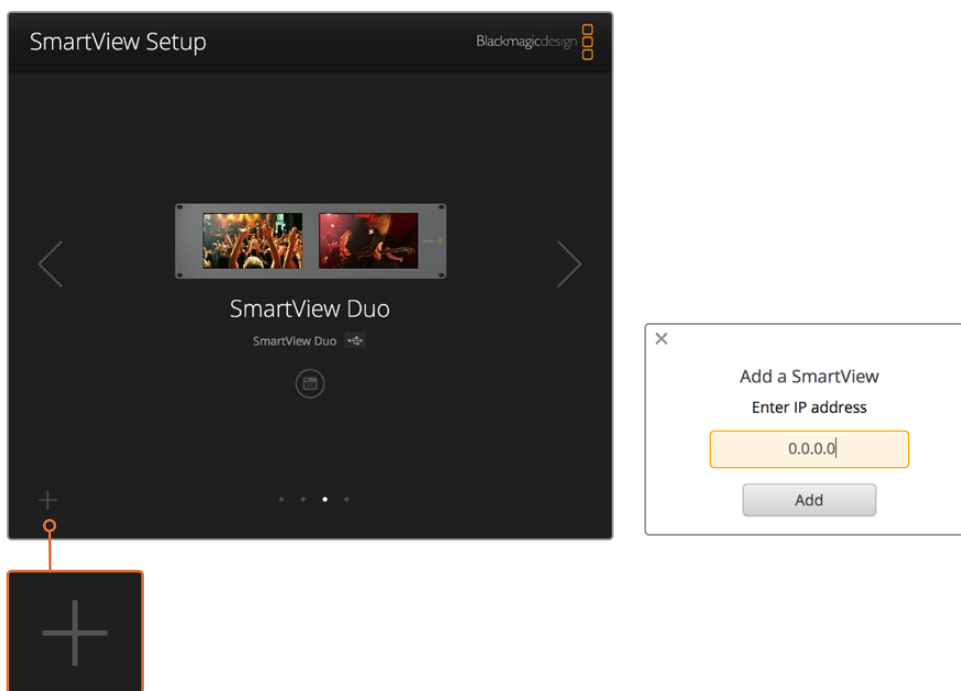 SmartView Setup
Blackmagicdesign
SmartView Duo
SmartView Duo
Add a SmartView
Enter IP address
0.0.0.0
Add